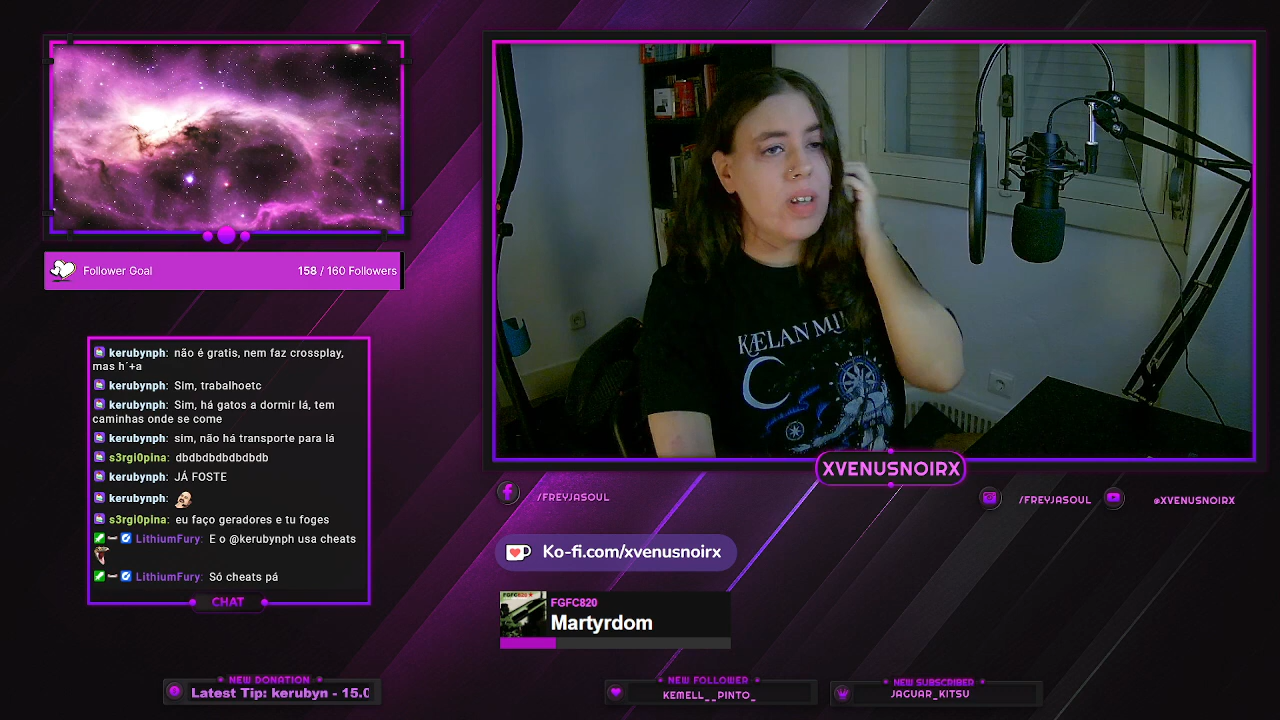 Follower Goal
158 / 160 Followers
kerubynph: não é gratis, nem faz crossplay,
mas h´+a
kerubynph: Sim, trabalhoetc
kerubynph: Sim, há gatos a dormir lá, tem
caminhas onde se come
kerubynph: sim, não há transporte para lá
s3rgi0pina: dbdbdbdbdbdbdb
kerubynph: JÁ FOSTE
kerubynph:
s3rgi0pina: eu faço geradores e tu foges
LithiumFury: E o @kerubynph usa cheats
LithiumFury: Só cheats pá
CHAT
KÆLAN MI
XVENUSNOIRX
/FREYJASOUL
/FREYJASOUL
@XVENUSNOIRX
Ko-fi.com/xvenusnoirx
FGFC820
FGFC820
Martyrdom
NEW DONATION
Latest Tip: kerubyn - 15.0
NEW FOLLOWER
KEMELL__PINTO_
NEW SUBSCRIBED
JAGUAR_KITSU